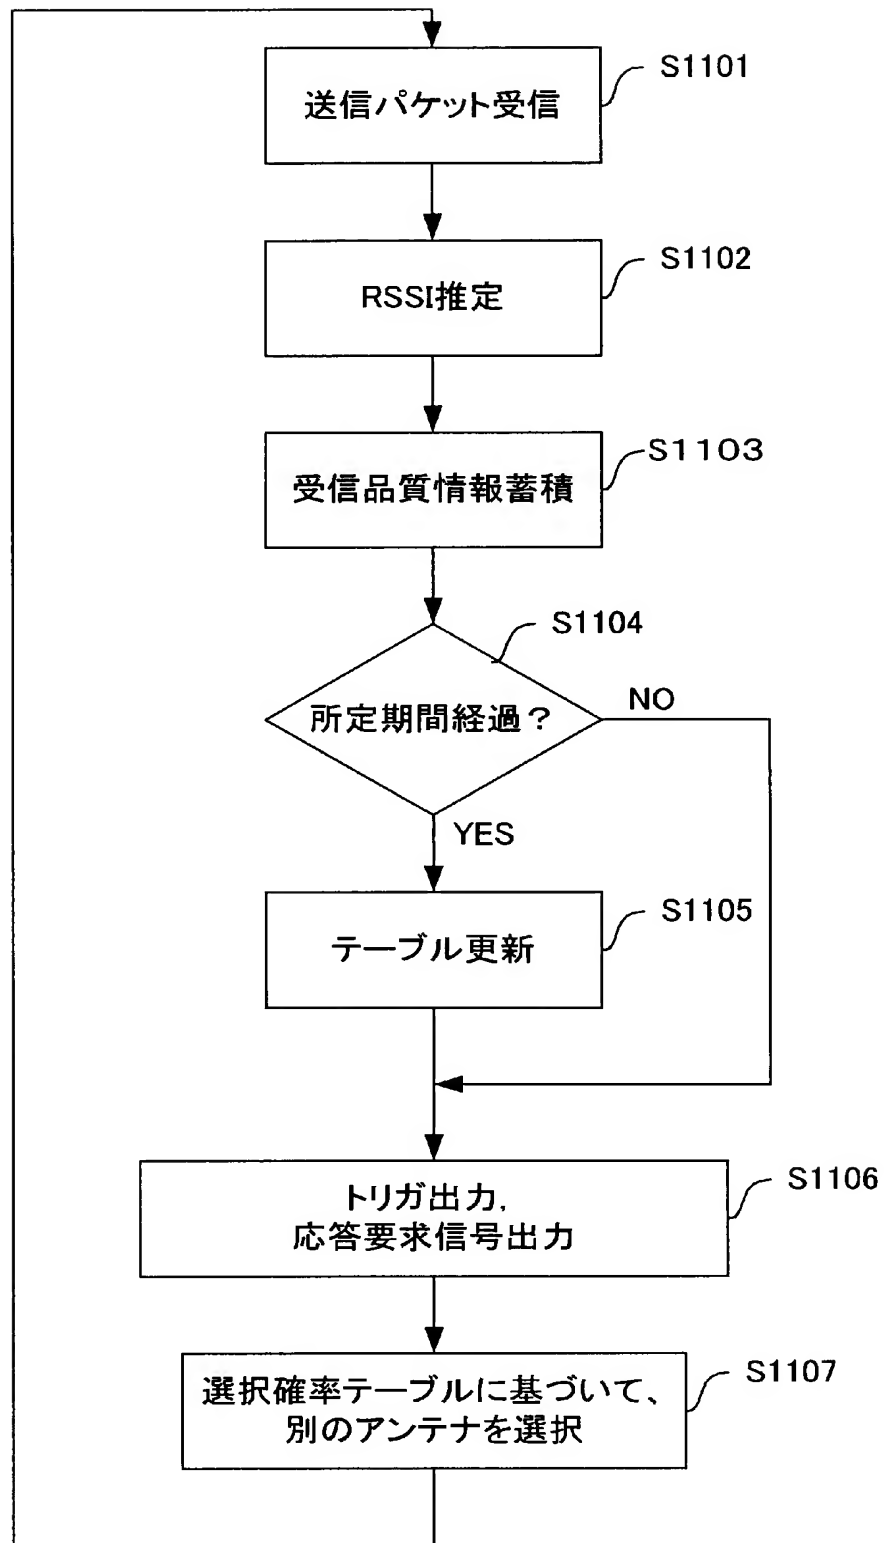 S1101
送信パケット受信
S1102
RSSI推定
S1103
受信品質情報蓄積
S1104
所定期間経過？
NO
YES
S1105
テーブル更新
S1106
トリガ出力,
応答要求信号出力
S1107
選択確率テーブルに基づいて、
別のアンテナを選択